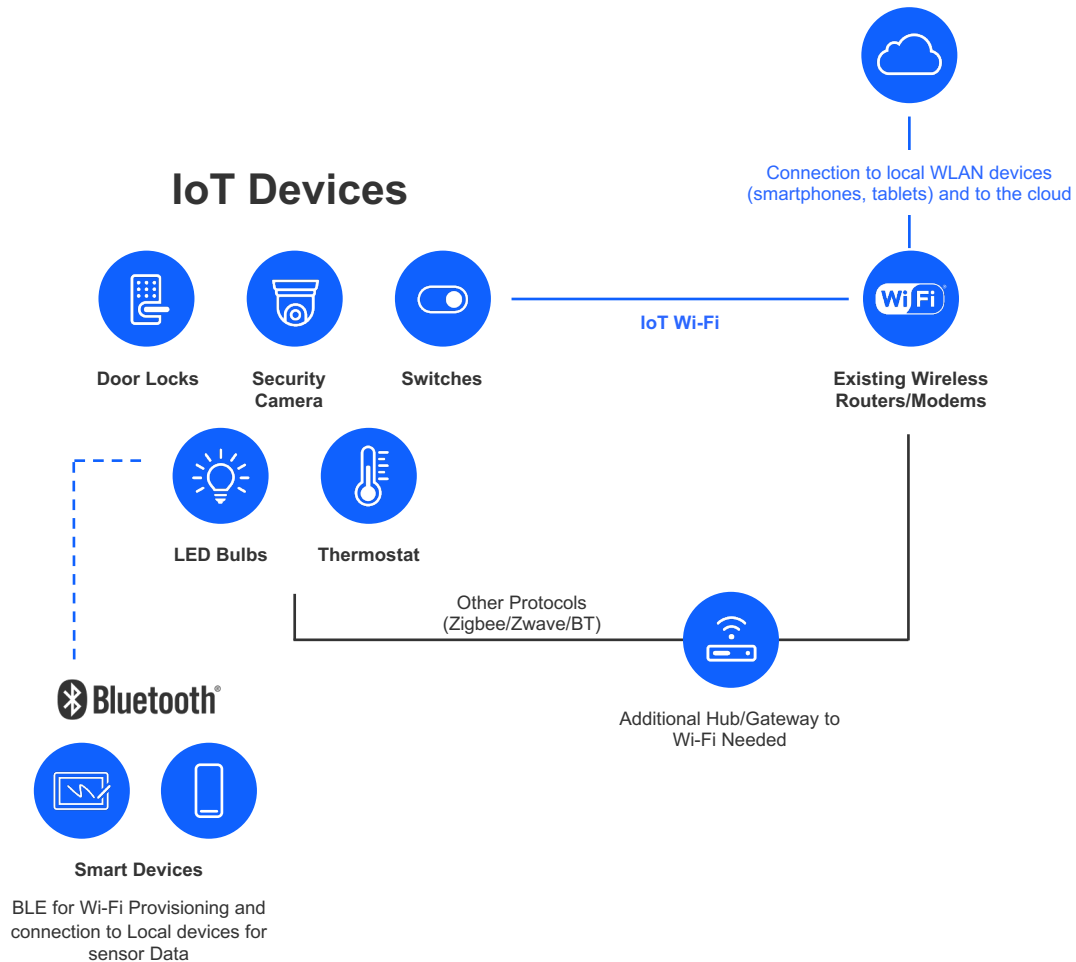 Connection to local WLAN devices
(smartphones, tablets) and to the cloud
IoT Devices
Wi Fi
IoT Wi-Fi
Door Locks
Security
Camera
Switches
Existing Wireless
Routers/Modems
LED Bulbs
Thermostat
Other Protocols
(Zigbee/Zwave/BT)
Additional Hub/Gateway to
Wi-Fi Needed
Bluetooth®
Smart Devices
BLE for Wi-Fi Provisioning and
connection to Local devices for
sensor Data